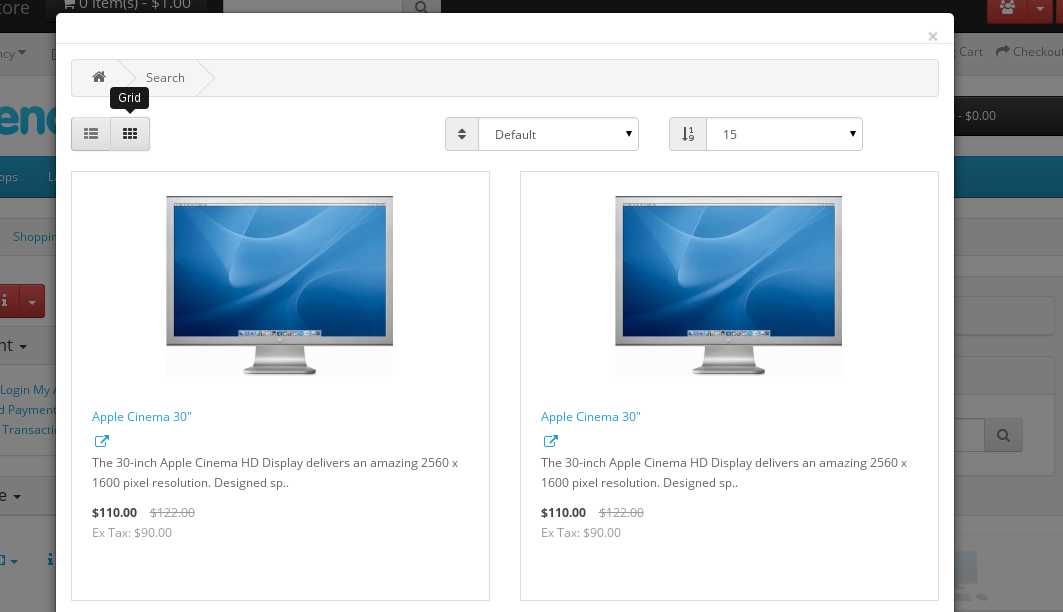 ore
0 item(s) - $1.00
×
ncy
Cart
Checkou
Search
Grid
enc
- $0.00
Default
15
ops
L
Shoppin
nt
Login My A
d Payment
Transactio
e
Apple Cinema 30"
The 30-inch Apple Cinema HD Display delivers an amazing 2560 x
1600 pixel resolution. Designed sp..
$110.00 $122.00
Ex Tax: $90.00
Apple Cinema 30"
The 30-inch Apple Cinema HD Display delivers an amazing 2560 x
1600 pixel resolution. Designed sp..
$110.00 $122.00
Ex Tax: $90.00